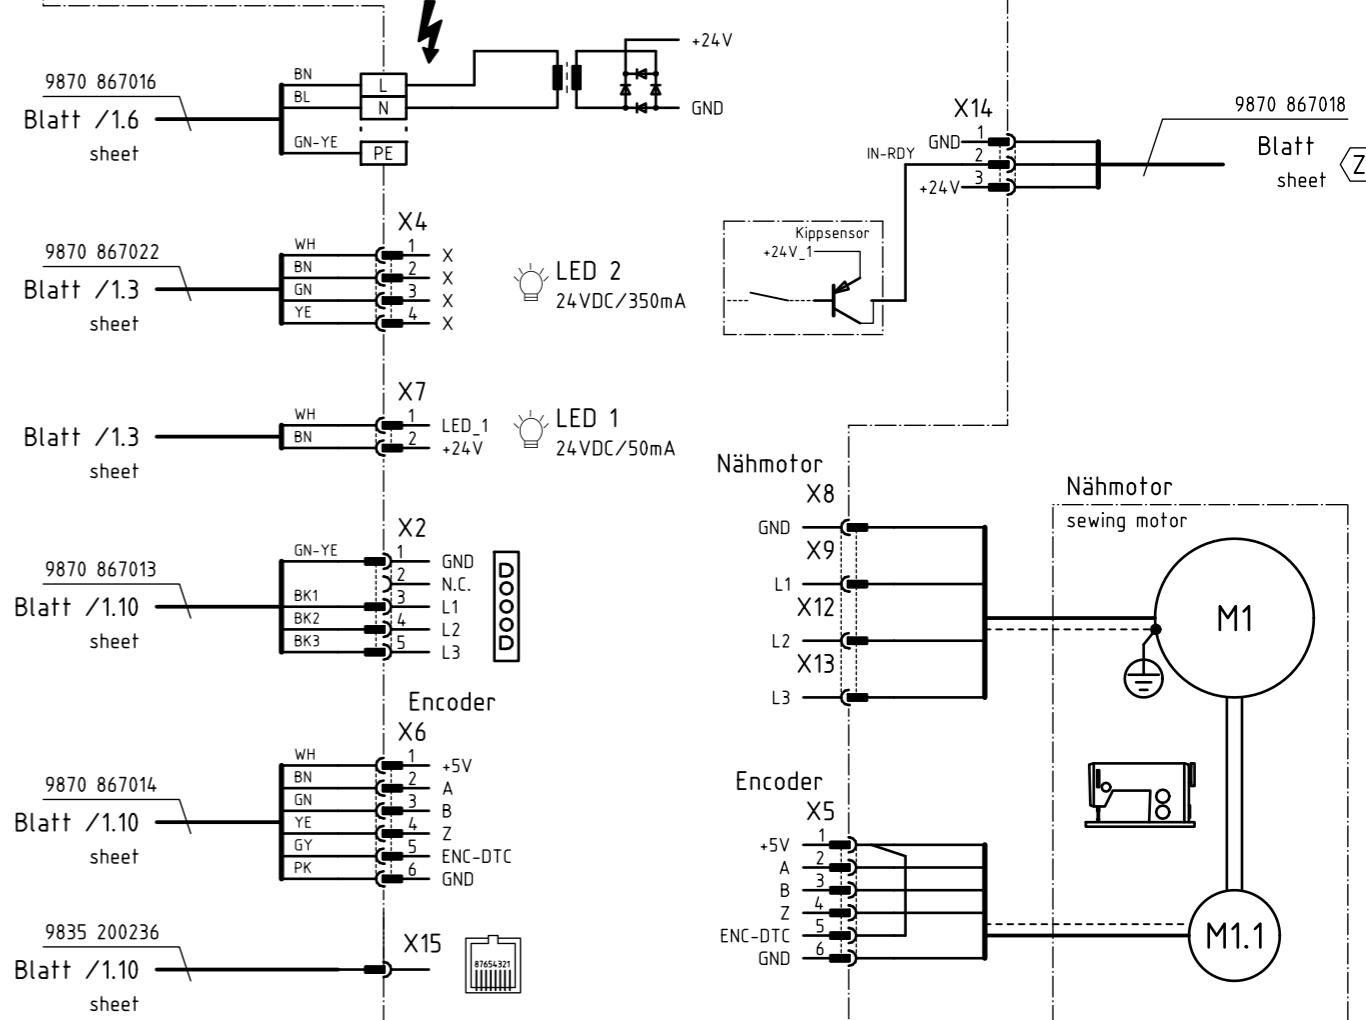 9870 867016
Blatt /1.6
sheet
BN
BL
GN-YE
L
N
PE
+24V
GND
X14
GND
1
IN-RDY
2
+24V
3
9870 867018
Blatt
sheet
Z
Kippsensor
+24V_1
9870 867022
Blatt /1.3
sheet
X4
WH
1
X
BN
2
X
GN
3
X
YE
4
X
LED 2
24VDC/350mA
Blatt /1.3
sheet
X7
WH
1
LED_1
BN
2
+24V
LED 1
24VDC/50mA
9870 867013
Blatt /1.10
sheet
X2
GN-YE
1
GND
2
N.C.
BK1
3
L1
BK2
4
L2
BK3
5
L3
Nähmotor
X8
GND
X9
L1
X12
L2
X13
L3
Nähmotor
sewing motor
M1
Encoder
X6
9870 867014
Blatt /1.10
sheet
WH
1
+5V
BN
2
A
GN
3
B
YE
4
Z
GY
5
ENC-DTC
PK
6
GND
Encoder
X5
+5V
1
A
2
B
3
Z
4
ENC-DTC
5
GND
6
M1.1
9835 200236
Blatt /1.10
sheet
X15
87654321